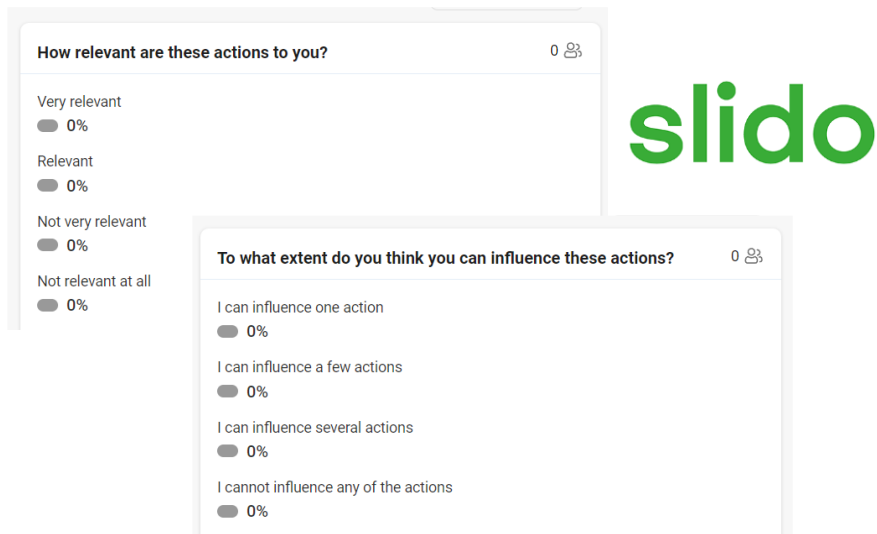 How relevant are these actions to you?
0
Very relevant
0%
Relevant
0%
Not very relevant
0%
Not relevant at all
0%
slido
To what extent do you think you can influence these actions?
0
I can influence one action
0%
I can influence a few actions
0%
I can influence several actions
0%
I cannot influence any of the actions
0%